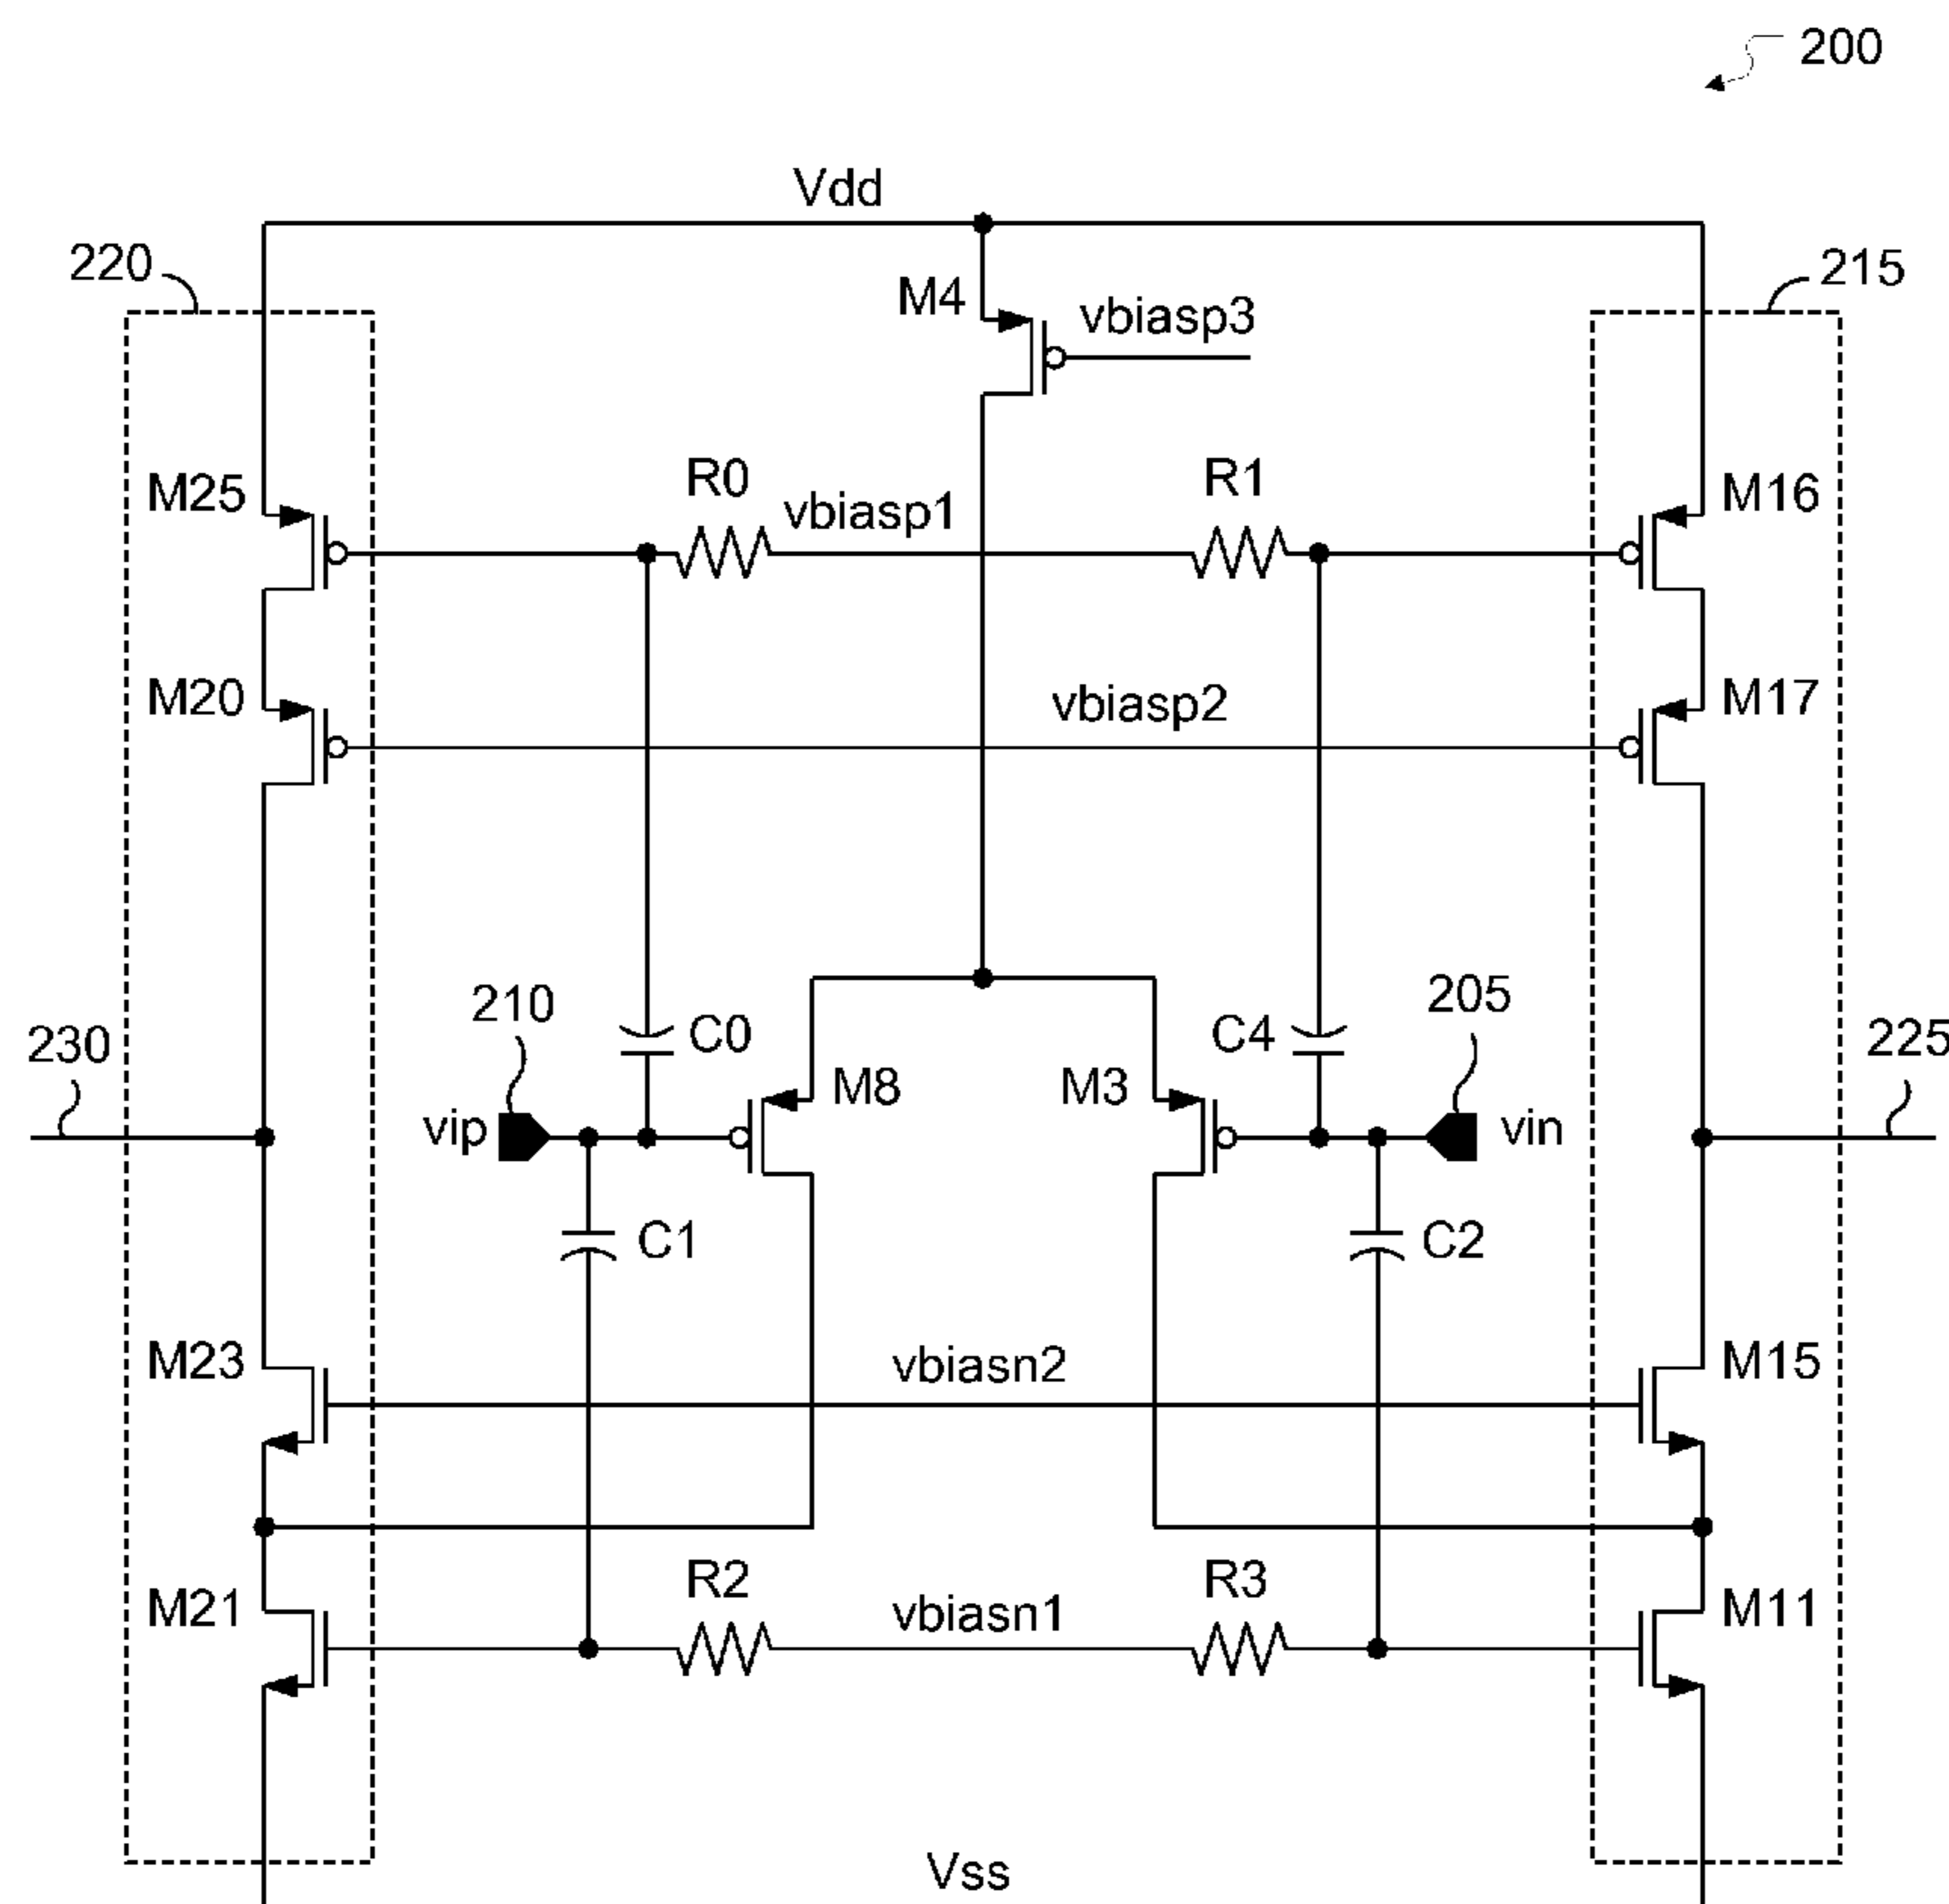 200
Vdd
220
215
M4
vbiasp3
M25
R0
vbiasp1
R1
M16
M20
vbiasp2
M17
210
205
230
C0
C4
225
M8
M3
vip
vin
C1
C2
M23
vbiasn2
M15
R2
R3
M21
vbiasn1
M11
Vss